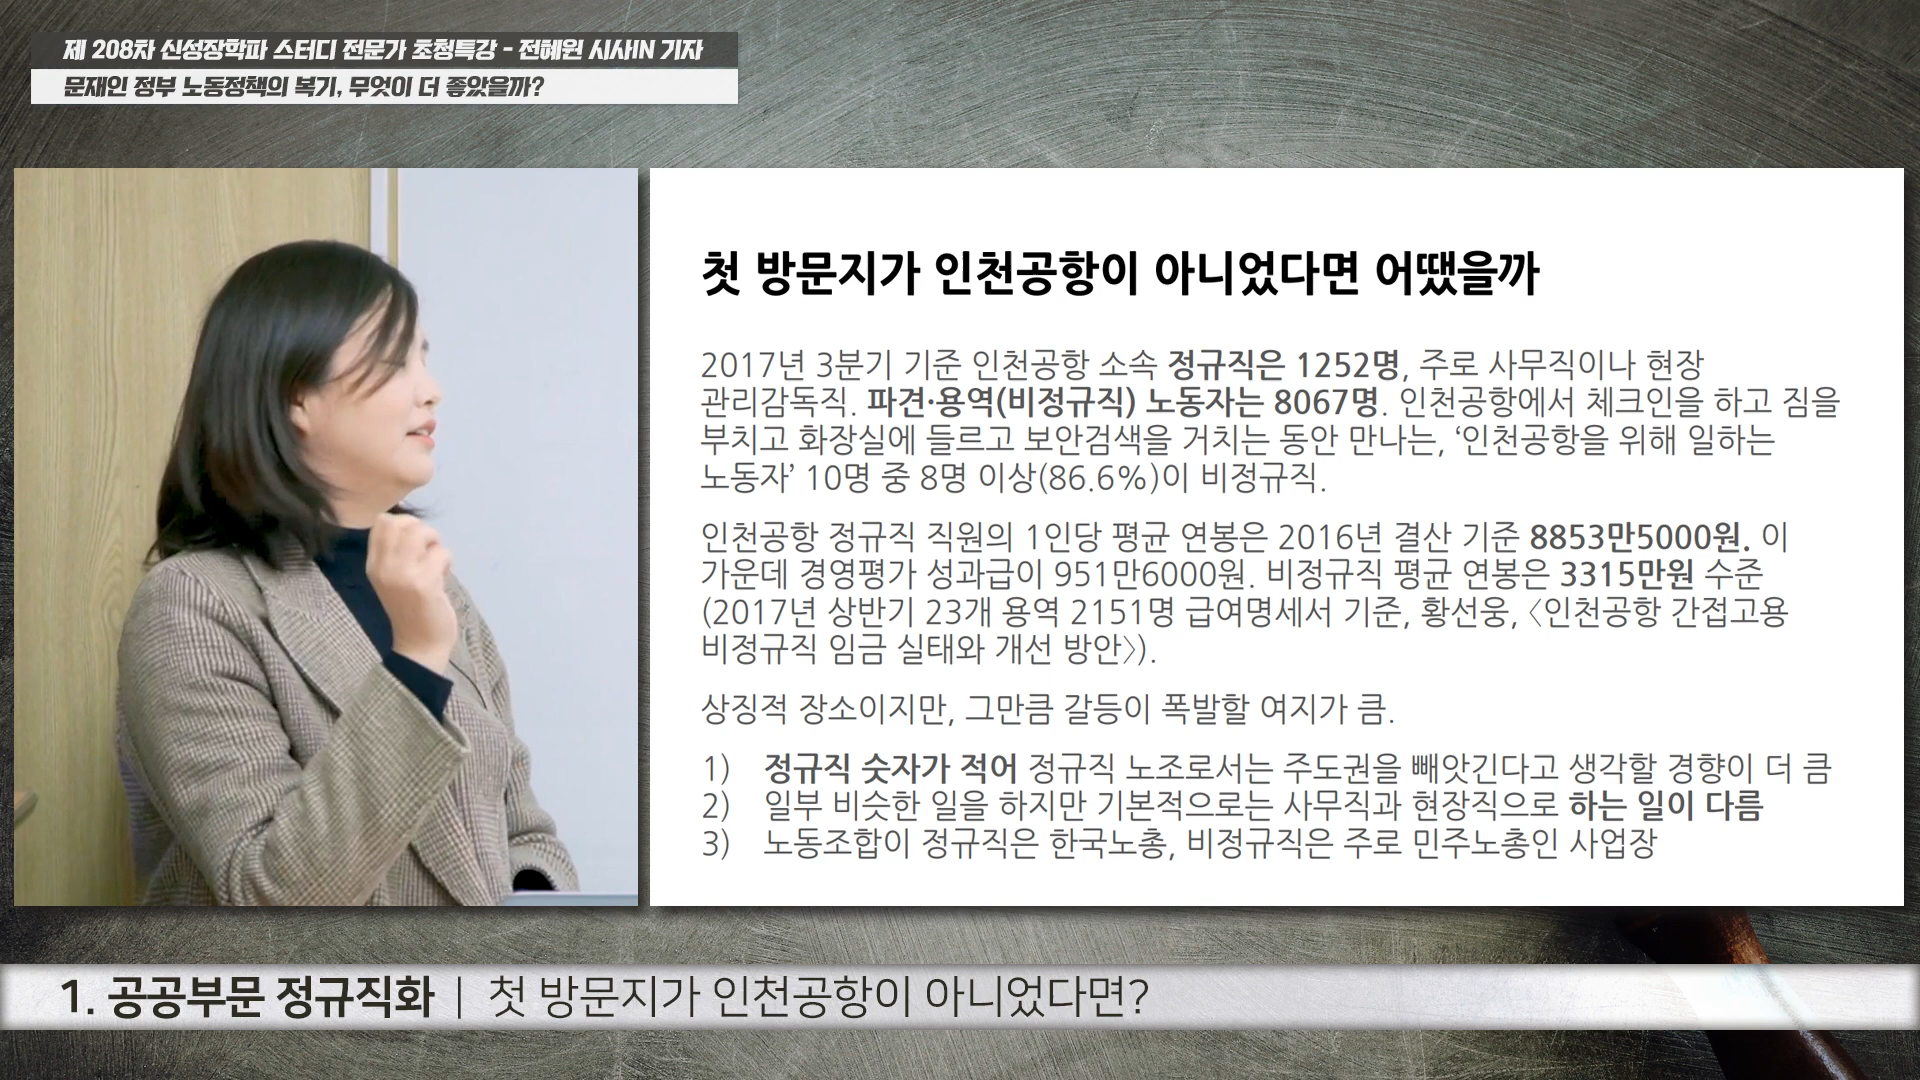 제 208차 신성장학파 스터디 전문가 초청특강 - 전혜원 시사IN 기자
문재인 정부 노동정책의 복기, 무엇이 더 좋았을까?
첫 방문지가 인천공항이 아니었다면 어땠을까
2017년 3분기 기준 인천공항 소속 정규직은 1252명, 주로 사무직이나 현장
관리감독직. 파견·용역(비정규직) 노동자는 8067명. 인천공항에서 체크인을 하고 짐을
부치고 화장실에 들르고 보안검색을 거치는 동안 만나는, ‘인천공항을 위해 일하는
노동자’ 10명 중 8명 이상(86.6%)이 비정규직.
인천공항 정규직 직원의 1인당 평균 연봉은 2016년 결산 기준 8853만5000원. 이
가운데 경영평가 성과급이 951만6000원. 비정규직 평균 연봉은 3315만원 수준
(2017년 상반기 23개 용역 2151명 급여명세서 기준, 황선웅, 〈인천공항 간접고용
비정규직 임금 실태와 개선 방안〉).
상징적 장소이지만, 그만큼 갈등이 폭발할 여지가 큼.
1) 정규직 숫자가 적어 정규직 노조로서는 주도권을 빼앗긴다고 생각할 경향이 더 큼
2) 일부 비슷한 일을 하지만 기본적으로는 사무직과 현장직으로 하는 일이 다름
3) 노동조합이 정규직은 한국노총, 비정규직은 주로 민주노총인 사업장
1. 공공부문 정규직화 | 첫 방문지가 인천공항이 아니었다면?